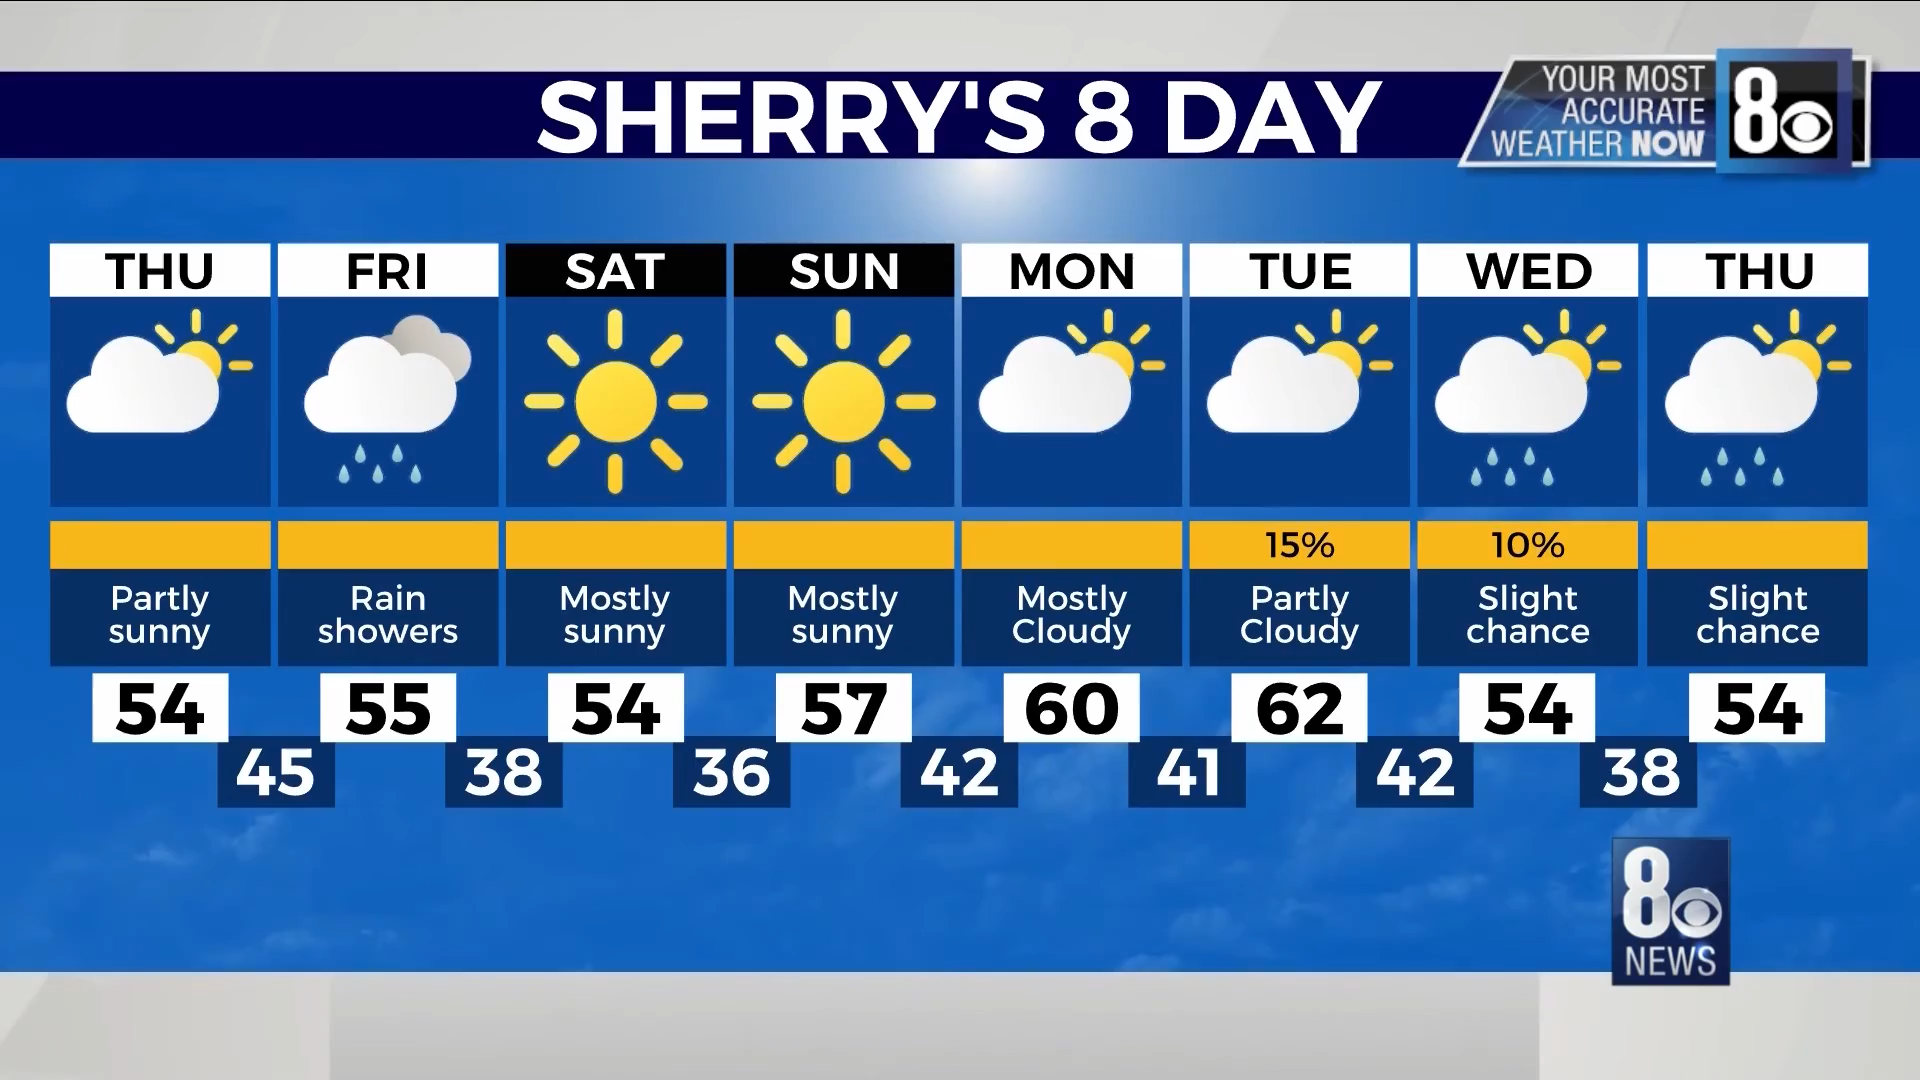 SHERRY'S 8 DAY
YOUR MOST
ACCURATE
WEATHER NOW
8
THU FRI SAT SUN MON TUE WED THU
15% 10%
Partly
sunny
Rain
showers
Mostly
sunny
Mostly
sunny
Mostly
Cloudy
Partly
Cloudy
Slight
chance
Slight
chance
54 55 54 57 60 62 54 54
45 38 36 42 41 42 38
8
NEWS